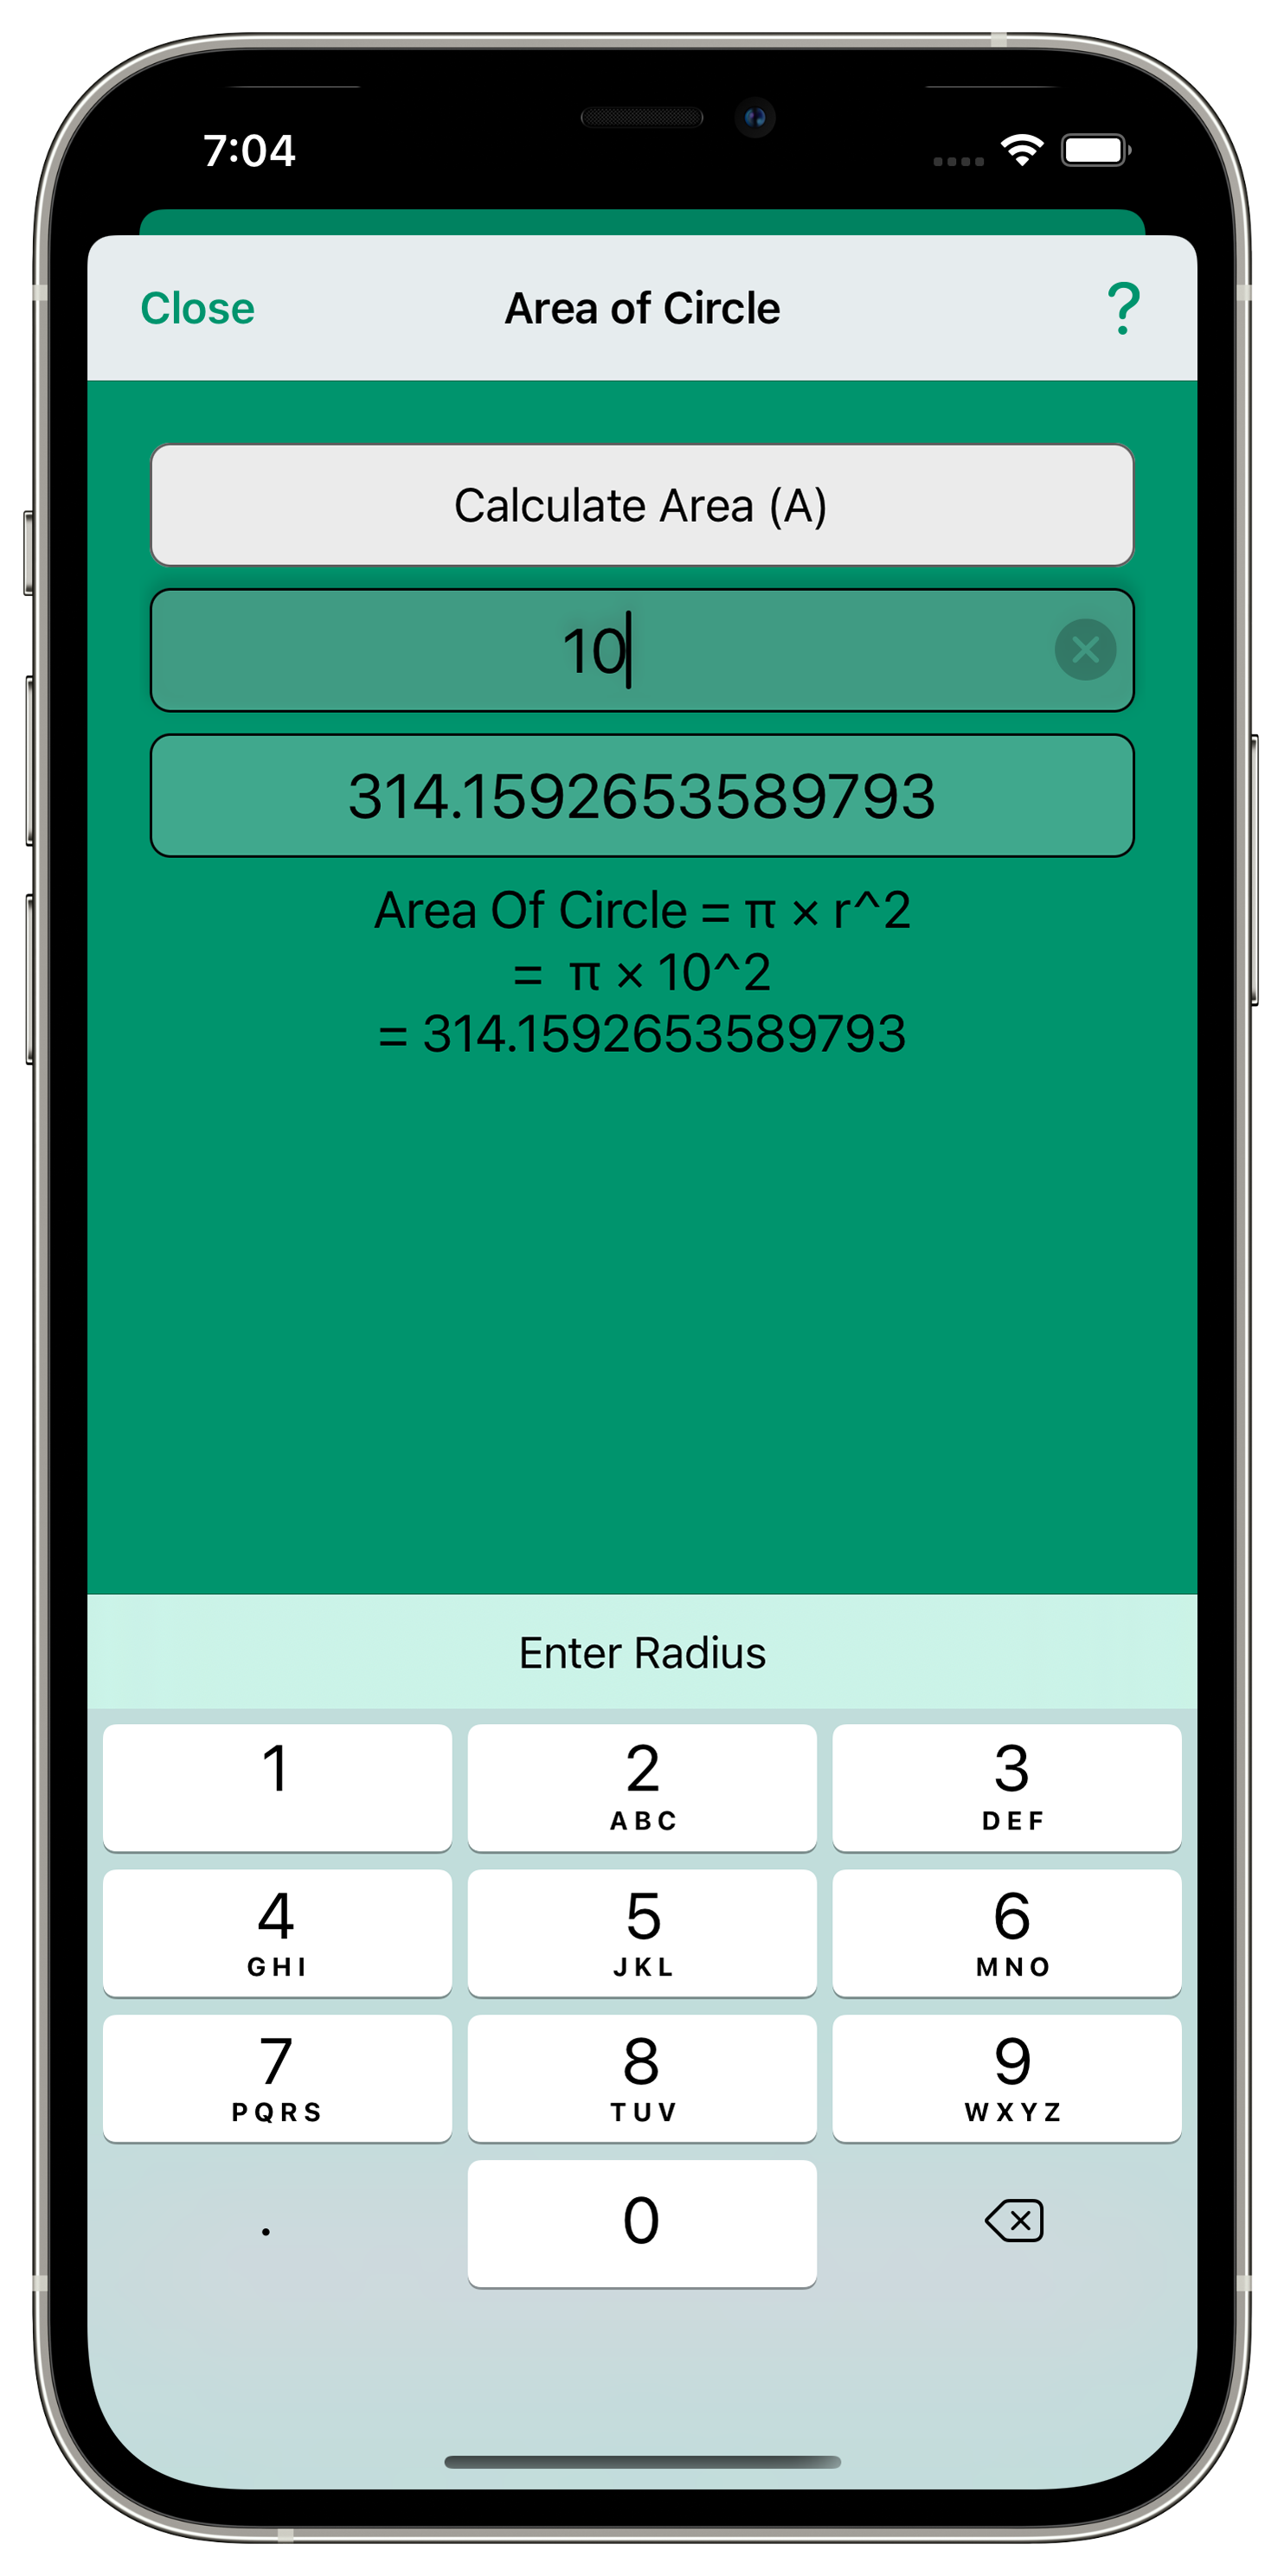 7:04
Close Area of Circle ?
Calculate Area (A)
10
314.1592653589793
Area Of Circle = π × r^2
= π × 10^2
= 314.1592653589793
Enter Radius
1 2 3
ABC DEF
4 5 6
GHI JKL MNO
7 8 9
PQRS TUV WXYZ
. 0